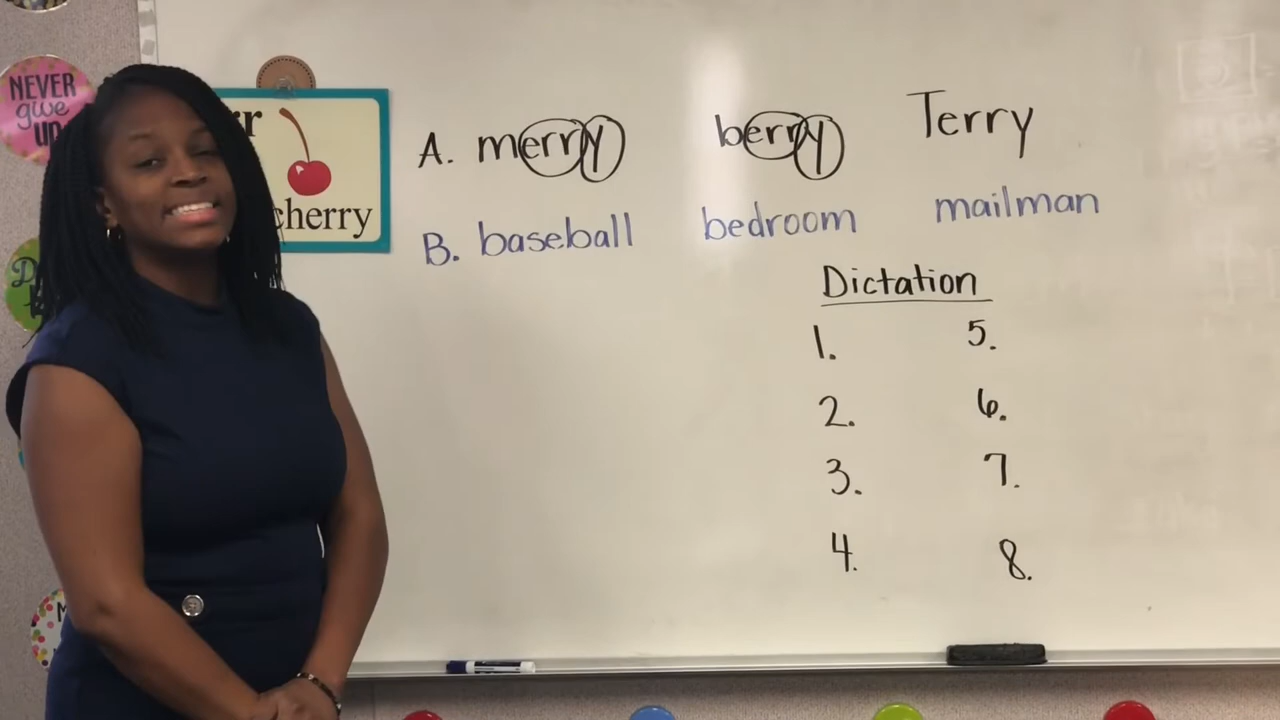 NEVER
give
UP
rr
cherry
A. merry berry Terry
B. baseball bedroom mailman
Dictation
1. 5.
2. 6.
3. 7.
4. 8.